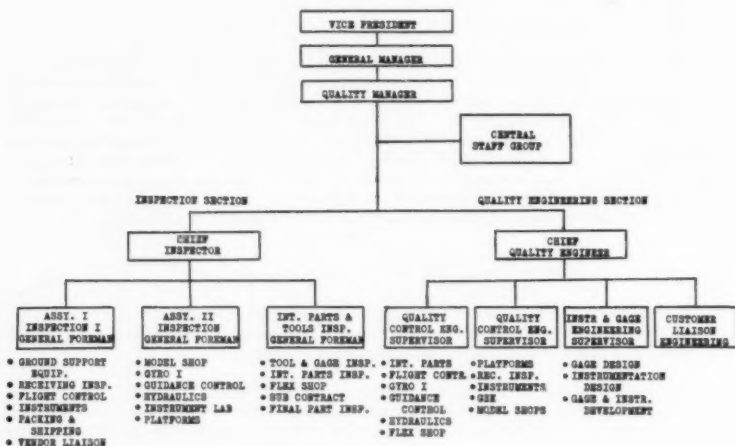 VICE PRESIDENT
GENERAL MANAGER
QUALITY MANAGER
CENTRAL
STAFF GROUP
INSPECTION SECTION
QUALITY ENGINEERING SECTION
CHIEF
INSPECTOR
CHIEF
QUALITY ENGINEER
ASSY. I
INSPECTION I
GENERAL FOREMAN
• GROUND SUPPORT
EQUIP.
• RECEIVING INSP.
• FLIGHT CONTROL
• INSTRUMENTS
• PACKING &
SHIPPING
• VENDOR LIAISON
ASSY. II
INSPECTION
GENERAL FOREMAN
• MODEL SHOP
• GYRO I
• GUIDANCE CONTROL
• HYDRAULICS
• INSTRUMENT LAB
• PLATFORMS
INT. PARTS &
TOOLS INSP.
GENERAL FOREMAN
• TOOL & GAGE INSP.
• INT. PARTS INSP.
• FLEX SHOP
• SUB CONTRACT
• FINAL PART INSP.
QUALITY
CONTROL ENG.
SUPERVISOR
• INT. PARTS
• FLIGHT CONTR.
• GYRO I
• GUIDANCE
CONTROL
• HYDRAULICS
• FLEX SHOP
QUALITY
CONTROL ENG.
SUPERVISOR
• PLATFORMS
• REC. INSP.
• INSTRUMENTS
• GSE
• MODEL SHOPS
INSTR & GAGE
ENGINEERING
SUPERVISOR
• GAGE DESIGN
• INSTRUMENTATION
DESIGN
• GAGE & INSTR.
DEVELOPMENT
CUSTOMER
LIAISON
ENGINEERING